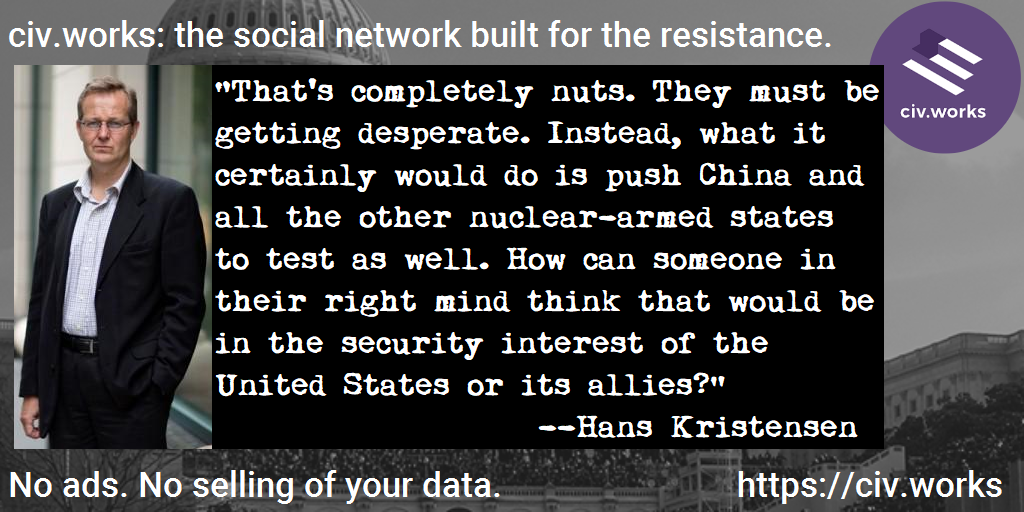 civ.works: the social network built for the resistance.
civ.works
"That's completely nuts. They must be
getting desperate. Instead, what it
certainly would do is push China and
all the other nuclear-armed states
to test as well. How can someone in
their right mind think that would be
in the security interest of the
United States or its allies?"
--Hans Kristensen
No ads. No selling of your data.
https://civ.works